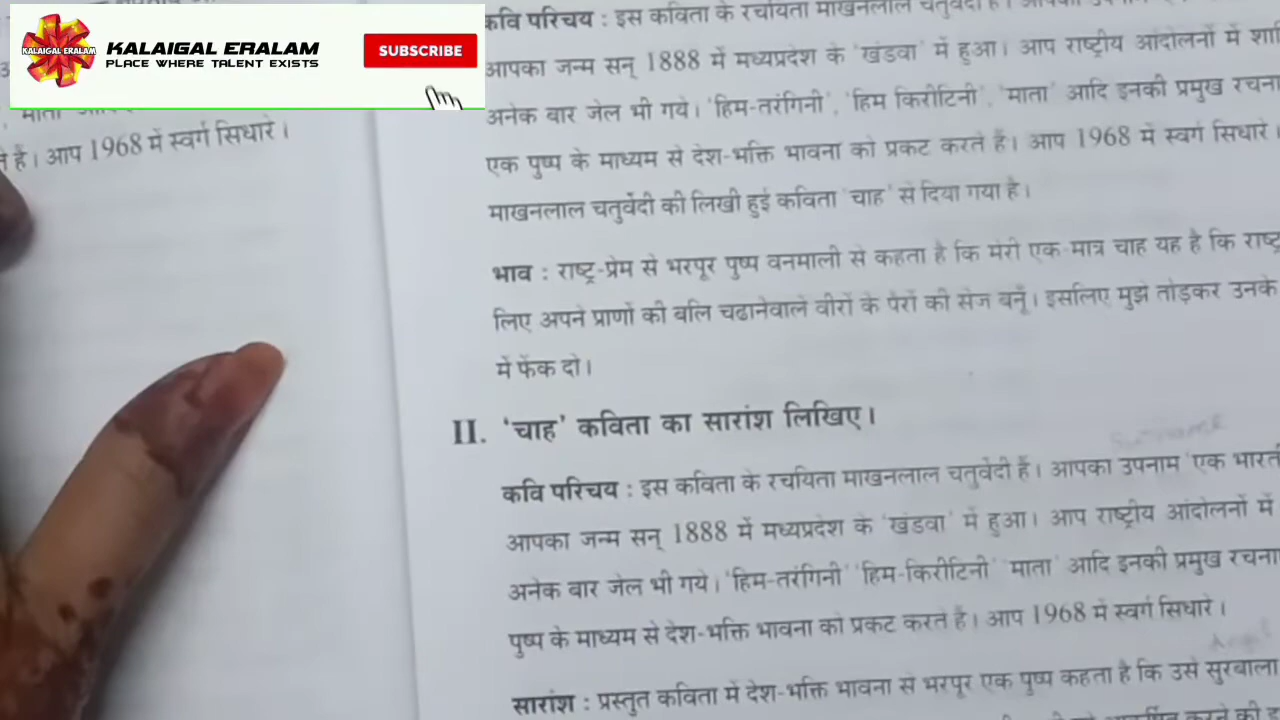 KALAIGAL ERALAM
KALAIGAL ERALAM
PLACE WHERE TALENT EXISTS
SUBSCRIBE
ते हैं। आप 1968 में स्वर्ग सिधारे।
कवि परिचय : इस कविता के रचयिता माखनलाल चतुर्वेदी हैं।
आपका जन्म सन् 1888 में मध्यप्रदेश के 'खंडवा' में हुआ। आप राष्ट्रीय आंदोलनों में
अनेक बार जेल भी गये। 'हिम-तरंगिनी', 'हिम किरीटिनी', 'माता' आदि इनकी प्रमुख रचना
एक पुष्प के माध्यम से देश-भक्ति भावना को प्रकट करते हैं। आप 1968 में स्वर्ग सिधारे।
माखनलाल चतुर्वेदी की लिखी हुई कविता 'चाह' से दिया गया है।
भाव : राष्ट्र-प्रेम से भरपूर पुष्प वनमाली से कहता है कि मेरी एक-मात्र चाह यह है कि राष्ट्र
लिए अपने प्राणों की बलि चढानेवाले वीरों के पैरों की सेज बनूँ। इसलिए मुझे तोड़कर उनके
में फेंक दो।
II. 'चाह' कविता का सारांश लिखिए।
कवि परिचय : इस कविता के रचयिता माखनलाल चतुर्वेदी हैं। आपका उपनाम 'एक भारती
आपका जन्म सन् 1888 में मध्यप्रदेश के 'खंडवा' में हुआ। आप राष्ट्रीय आंदोलनों में
अनेक बार जेल भी गये। 'हिम-तरंगिनी' 'हिम-किरीटिनी' 'माता' आदि इनकी प्रमुख रचना
पुष्प के माध्यम से देश-भक्ति भावना को प्रकट करते हैं। आप 1968 में स्वर्ग सिधारे।
सारांश : प्रस्तुत कविता में देश-भक्ति भावना से भरपूर एक पुष्प कहता है कि उसे सुरबाला